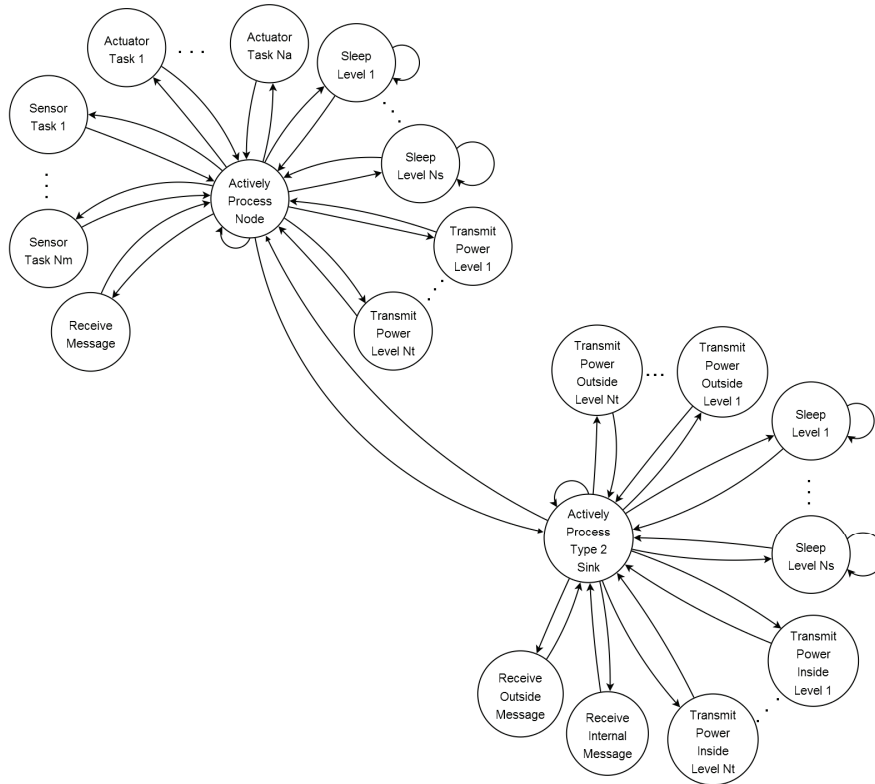 Actuator
Task 1
. . .
Actuator
Task Na
Sleep
Level 1
Sensor
Task 1
Sleep
Level Ns
Actively
Process
Node
Sensor
Task Nm
Transmit
Power
Level 1
Receive
Message
Transmit
Power
Level Nt
Transmit
Power
Outside
Level Nt
...
Transmit
Power
Outside
Level 1
Sleep
Level 1
Actively
Process
Type 2
Sink
Sleep
Level Ns
Transmit
Power
Inside
Level 1
Receive
Outside
Message
Receive
Internal
Message
Transmit
Power
Inside
Level Nt